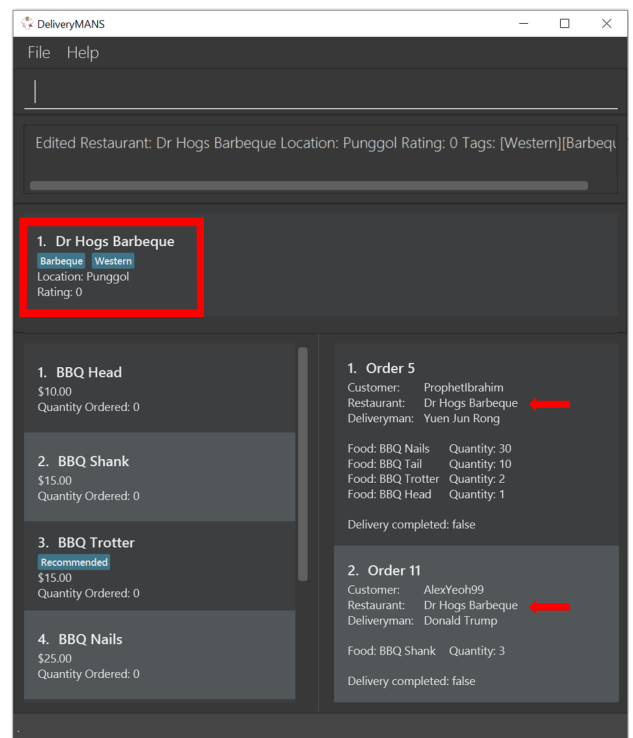 DeliveryMANS
File Help
Edited Restaurant: Dr Hogs Barbeque Location: Punggol Rating: 0 Tags: [Western][Barbequ
1. Dr Hogs Barbeque
Barbeque Western
Location: Punggol
Rating: 0
1. BBQ Head
$10.00
Quantity Ordered: 0
2. BBQ Shank
$15.00
Quantity Ordered: 0
3. BBQ Trotter
Recommended
$15.00
Quantity Ordered: 0
4. BBQ Nails
$25.00
Quantity Ordered: 0
1. Order 5
Customer: ProphetIbrahim
Restaurant: Dr Hogs Barbeque
Deliveryman: Yuen Jun Rong
Food: BBQ Nails Quantity: 30
Food: BBQ Tail Quantity: 10
Food: BBQ Trotter Quantity: 2
Food: BBQ Head Quantity: 1
Delivery completed: false
2. Order 11
Customer: AlexYeoh99
Restaurant: Dr Hogs Barbeque
Deliveryman: Donald Trump
Food: BBQ Shank Quantity: 3
Delivery completed: false
.